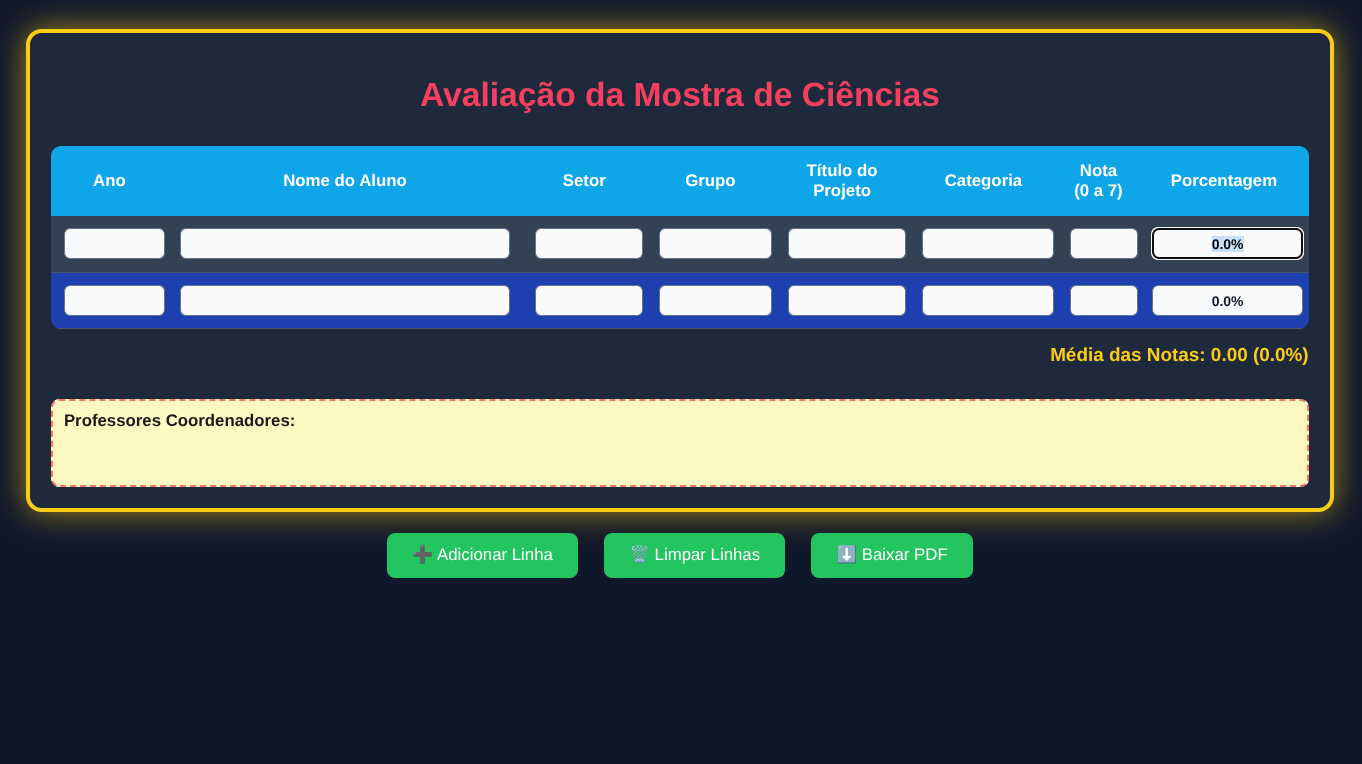 Avaliação da Mostra de Ciências
Ano Nome do Aluno Setor Grupo Título do Projeto Categoria Nota (0 a 7) Porcentagem
0.0%
0.0%
Média das Notas: 0.00 (0.0%)
Professores Coordenadores:
➕ Adicionar Linha 🗑️ Limpar Linhas ⬇️ Baixar PDF